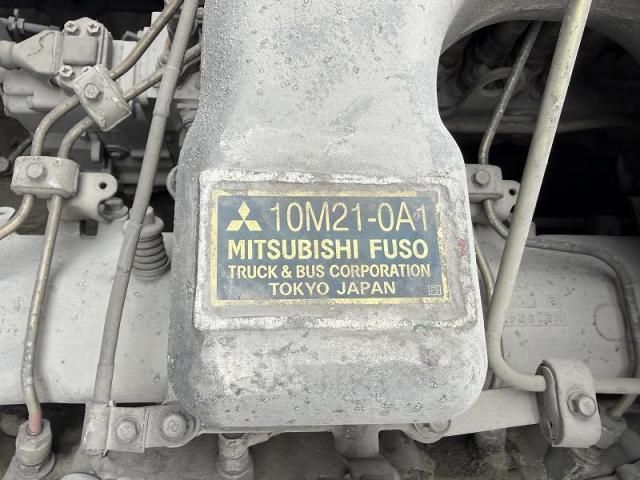 10M21-0A1
MITSUBISHI FUSO
TRUCK & BUS CORPORATION
TOKYO JAPAN